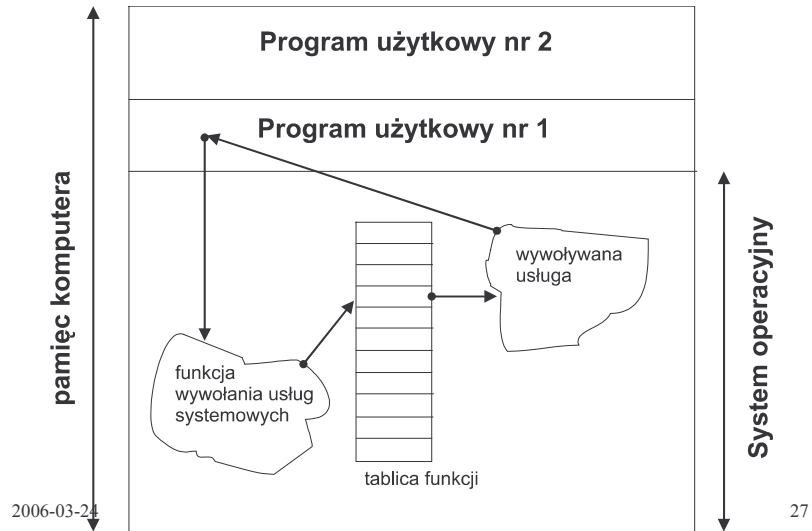 Program użytkowy nr 2
Program użytkowy nr 1
pamięć komputera
System operacyjny
wywoływana
usługa
funkcja
wywołania usług
systemowych
tablica funkcji
2006-03-24
27